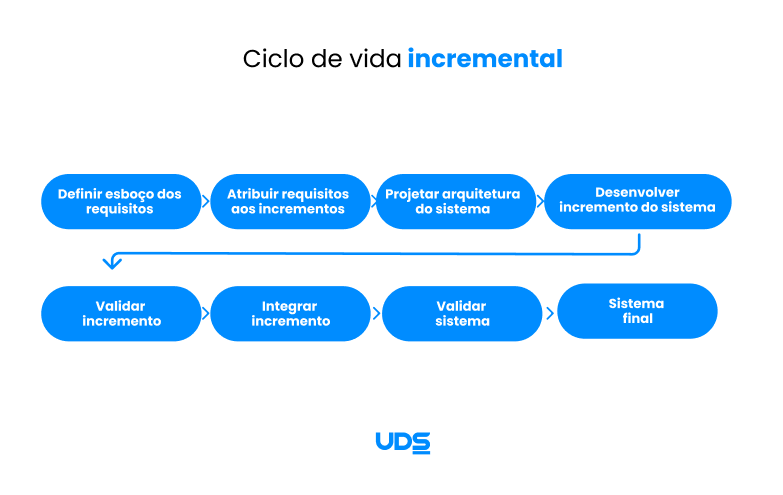 Ciclo de vida incremental
Definir esboço dos
requisitos
Atribuir requisitos
aos incrementos
Projetar arquitetura
do sistema
Desenvolver
incremento do sistema
Validar
incremento
Integrar
incremento
Validar
sistema
Sistema
final
UDS